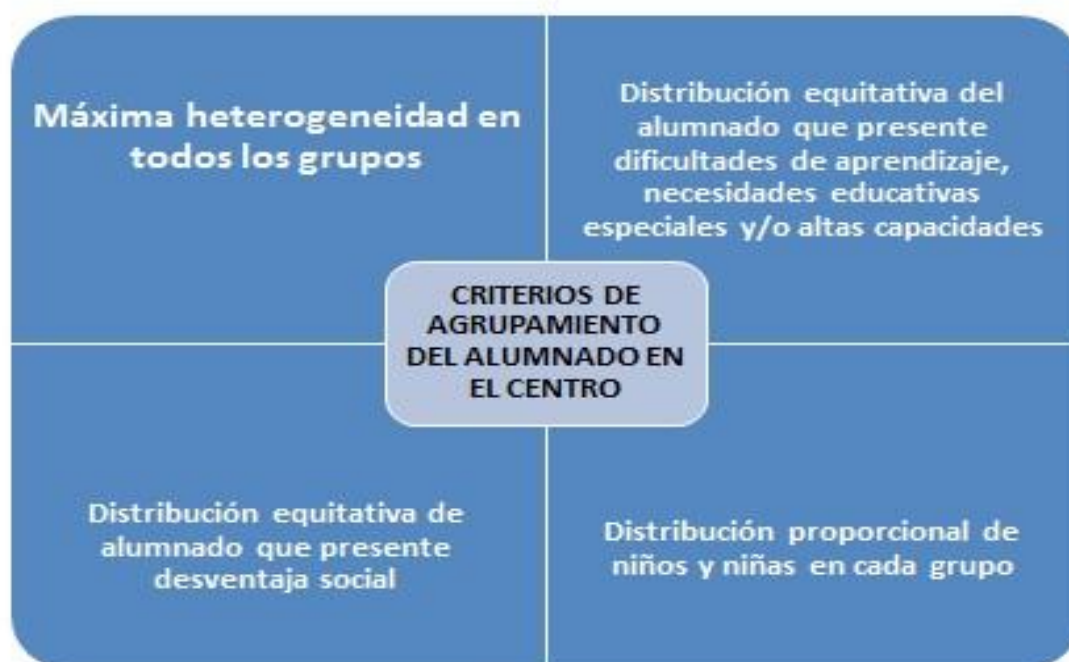 Máxima heterogeneidad en
todos los grupos
Distribución equitativa del
alumnado que presente
dificultades de aprendizaje,
necesidades educativas
especiales y/o altas capacidades
CRITERIOS DE
AGRUPAMIENTO
DEL ALUMNADO EN
EL CENTRO
Distribución equitativa de
alumnado que presente
desventaja social
Distribución proporcional de
niños y niñas en cada grupo